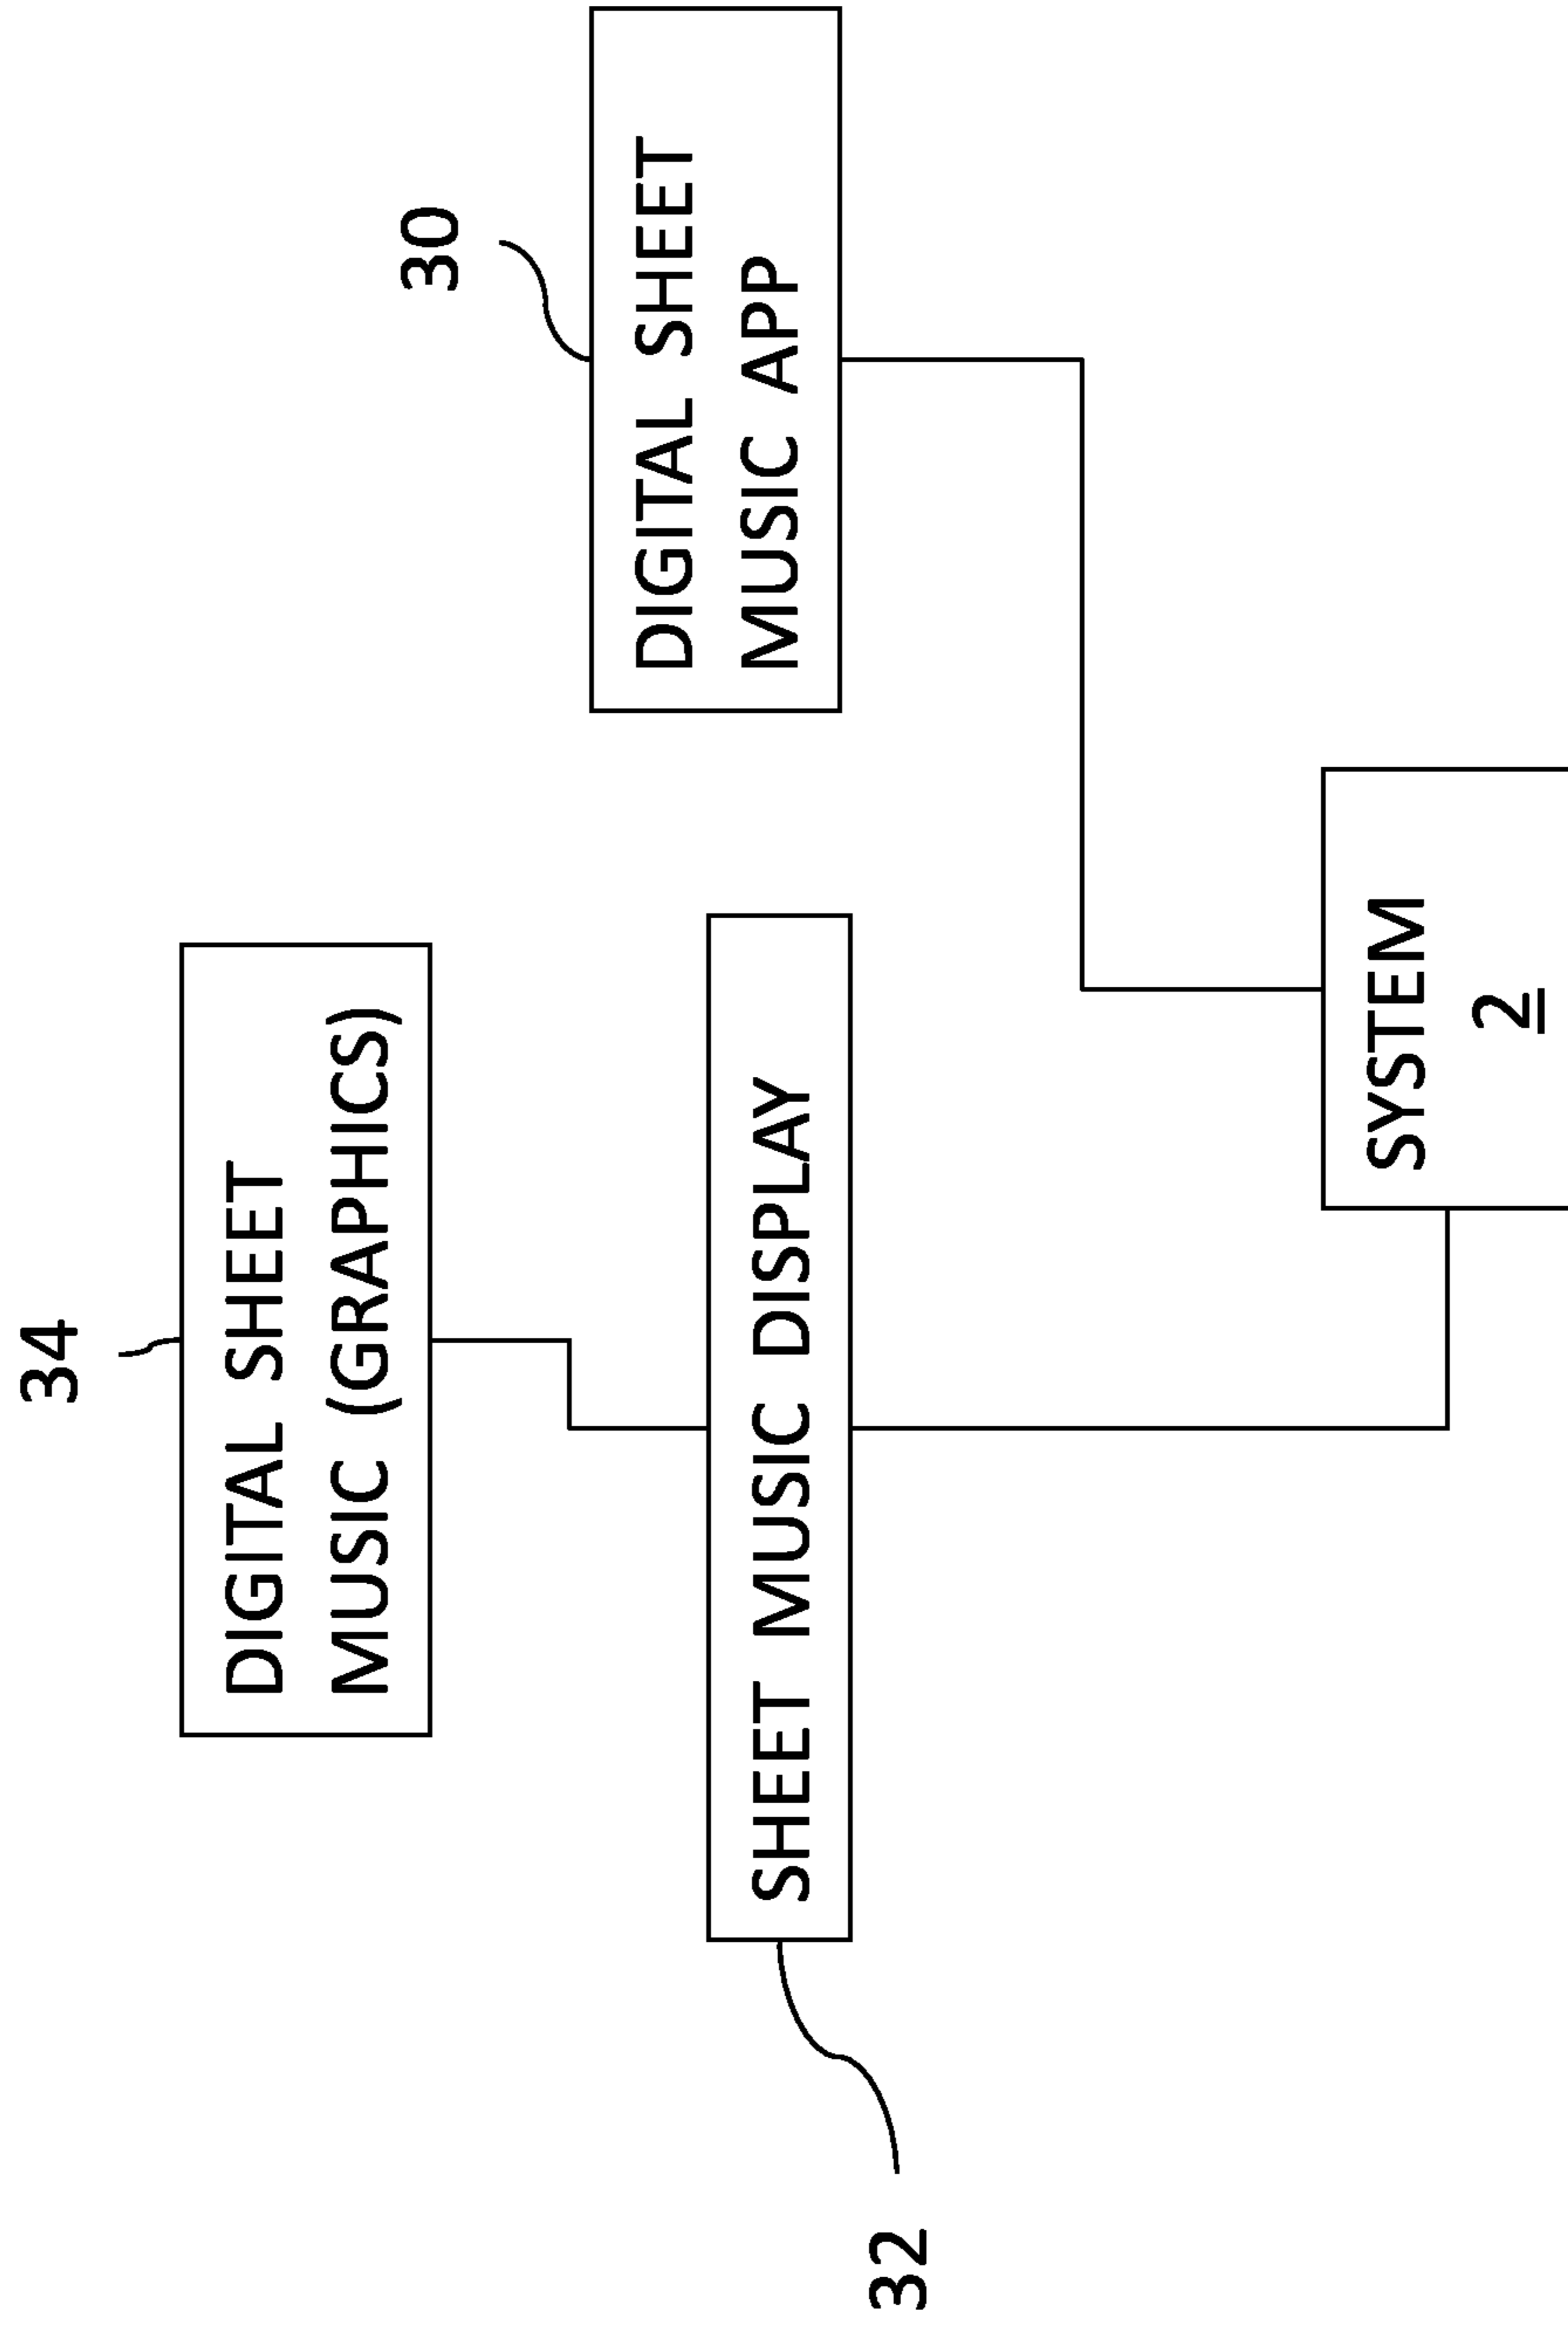 34
DIGITAL SHEET
MUSIC (GRAPHICS)
30
DIGITAL SHEET
MUSIC APP
SHEET MUSIC DISPLAY
32
SYSTEM
2